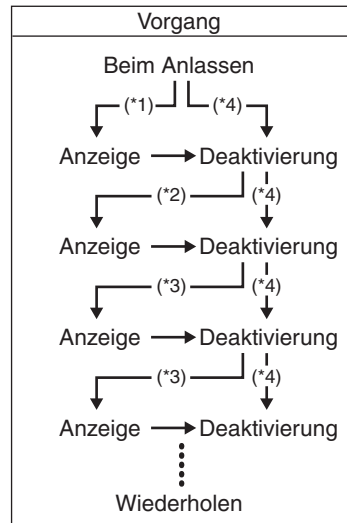 Vorgang
Beim Anlassen
(*1) (*4)
Anzeige Deaktivierung
(*2) (*4)
Anzeige Deaktivierung
(*3) (*4)
Anzeige Deaktivierung
(*3) (*4)
Anzeige Deaktivierung
Wiederholen